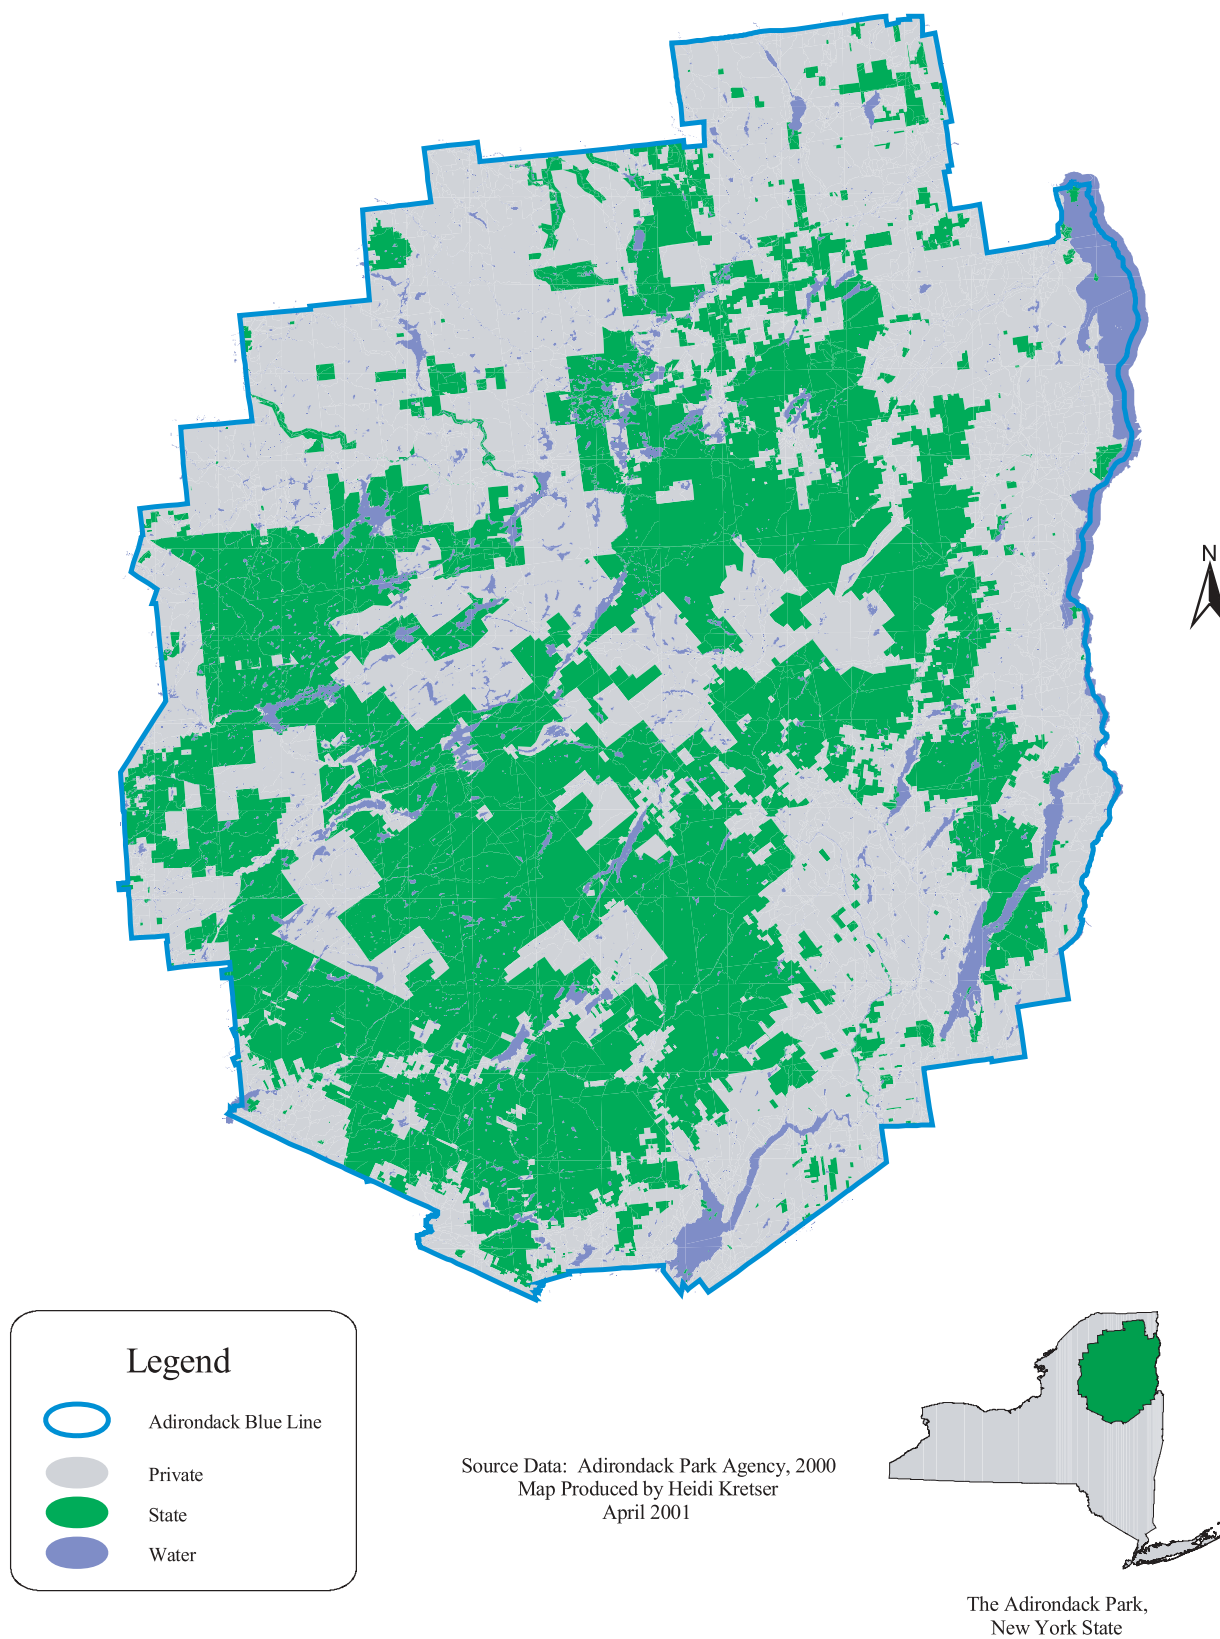 N
Legend
Adirondack Blue Line
Private
State
Water
Source Data: Adirondack Park Agency, 2000
Map Produced by Heidi Kretser
April 2001
The Adirondack Park,
New York State